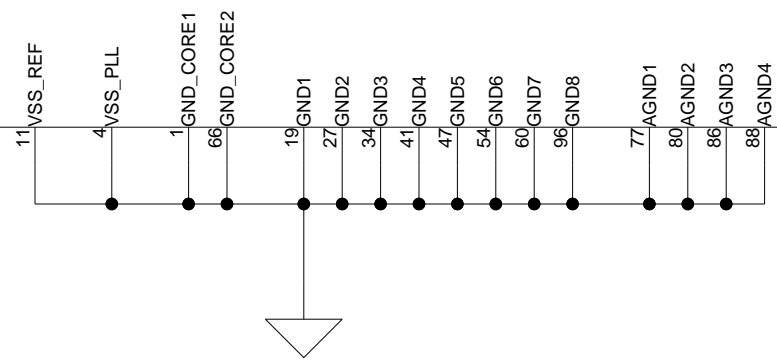 11 VSS_REF
4 VSS_PLL
1 GND_CORE1
66 GND_CORE2
19 GND1
27 GND2
34 GND3
41 GND4
47 GND5
54 GND6
60 GND7
96 GND8
77 AGND1
80 AGND2
86 AGND3
88 AGND4